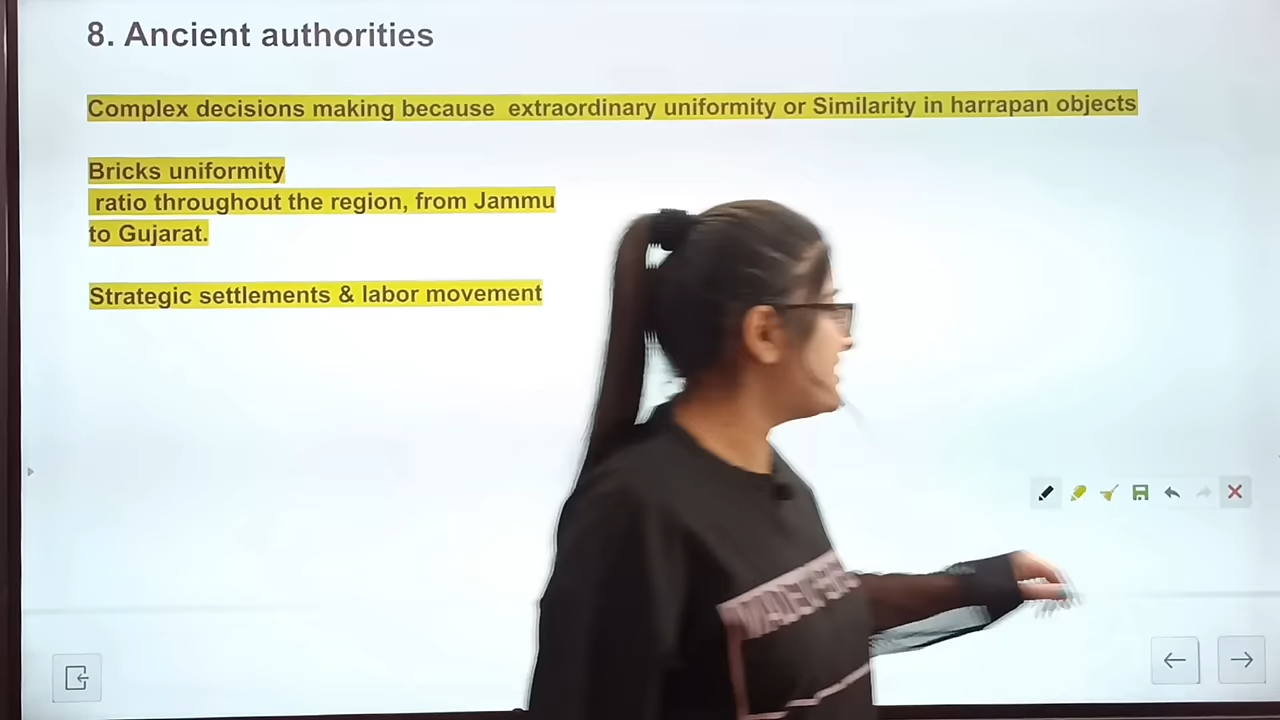 8. Ancient authorities
Complex decisions making because extraordinary uniformity or Similarity in harrapan objects
Bricks uniformity
ratio throughout the region, from Jammu
to Gujarat.
Strategic settlements & labor movement